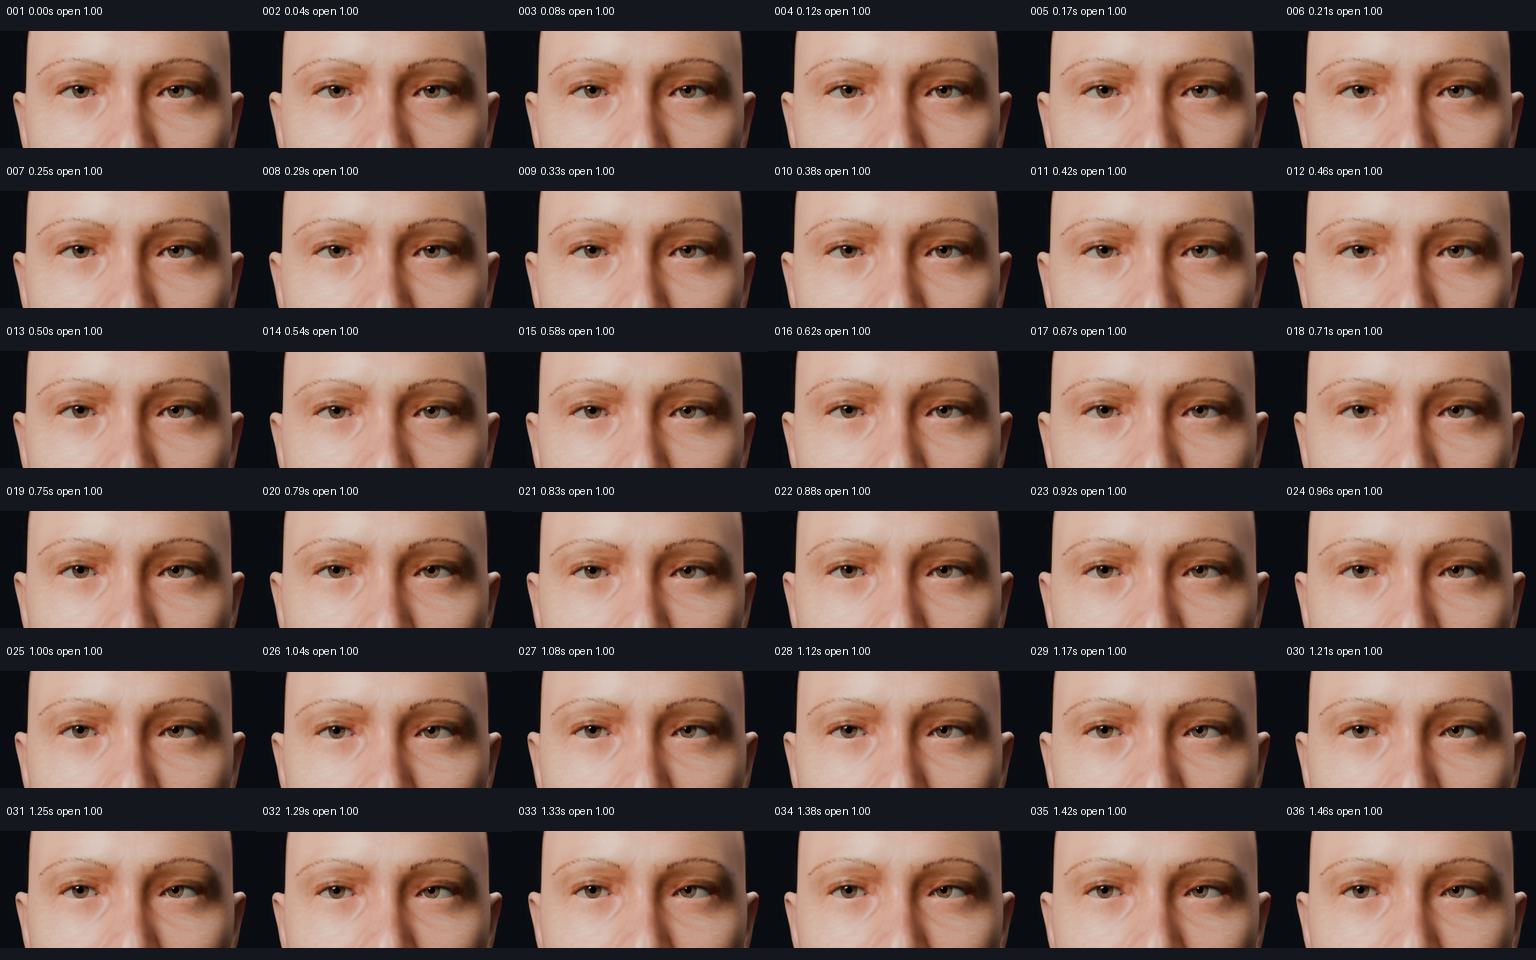 001 0.00s open 1.00
002 0.04s open 1.00
003 0.08s open 1.00
004 0.12s open 1.00
005 0.17s open 1.00
006 0.21s open 1.00
007 0.25s open 1.00
008 0.29s open 1.00
009 0.33s open 1.00
010 0.38s open 1.00
011 0.42s open 1.00
012 0.46s open 1.00
013 0.50s open 1.00
014 0.54s open 1.00
015 0.58s open 1.00
016 0.62s open 1.00
017 0.67s open 1.00
018 0.71s open 1.00
019 0.75s open 1.00
020 0.79s open 1.00
021 0.83s open 1.00
022 0.88s open 1.00
023 0.92s open 1.00
024 0.96s open 1.00
025 1.00s open 1.00
026 1.04s open 1.00
027 1.08s open 1.00
028 1.12s open 1.00
029 1.17s open 1.00
030 1.21s open 1.00
031 1.25s open 1.00
032 1.29s open 1.00
033 1.33s open 1.00
034 1.38s open 1.00
035 1.42s open 1.00
036 1.46s open 1.00